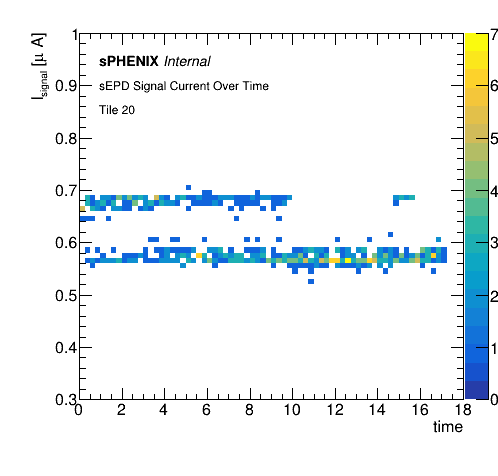 sPHENIX Internal
sEPD Signal Current Over Time
Tile 20
I_signal [μ A]
1
0.9
0.8
0.7
0.6
0.5
0.4
0.3
0 2 4 6 8 10 12 14 16 18
time
7
6
5
4
3
2
1
0